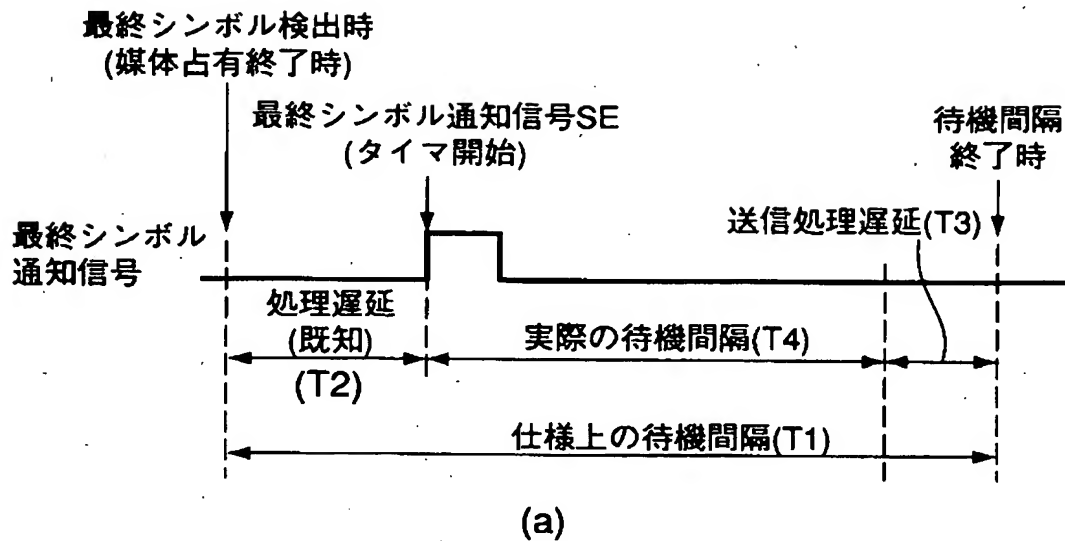 最終シンボル検出時
(媒体占有終了時)
最終シンボル通知信号SE
(タイマ開始)
待機間隔
終了時
送信処理遅延(T3)
最終シンボル
通知信号
処理遅延
(既知)
(T2)
実際の待機間隔(T4)
仕様上の待機間隔(T1)
(a)